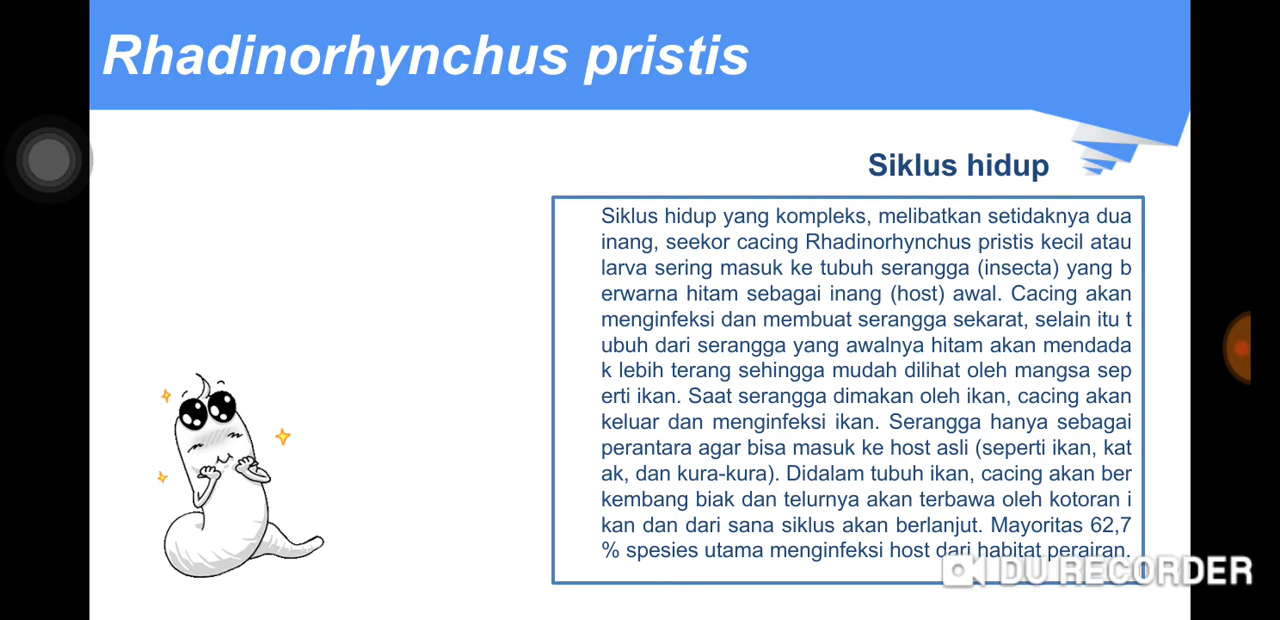 Rhadinorhynchus pristis
Siklus hidup
Siklus hidup yang kompleks, melibatkan setidaknya dua
inang, seekor cacing Rhadinorhynchus pristis kecil atau
larva sering masuk ke tubuh serangga (insecta) yang b
erwarna hitam sebagai inang (host) awal. Cacing akan
menginfeksi dan membuat serangga sekarat, selain itu t
ubuh dari serangga yang awalnya hitam akan mendada
k lebih terang sehingga mudah dilihat oleh mangsa sep
erti ikan. Saat serangga dimakan oleh ikan, cacing akan
keluar dan menginfeksi ikan. Serangga hanya sebagai
perantara agar bisa masuk ke host asli (seperti ikan, kat
ak, dan kura-kura). Didalam tubuh ikan, cacing akan ber
kembang biak dan telurnya akan terbawa oleh kotoran i
kan dan dari sana siklus akan berlanjut. Mayoritas 62,7
% spesies utama menginfeksi host dari habitat perairan.
DU RECORDER